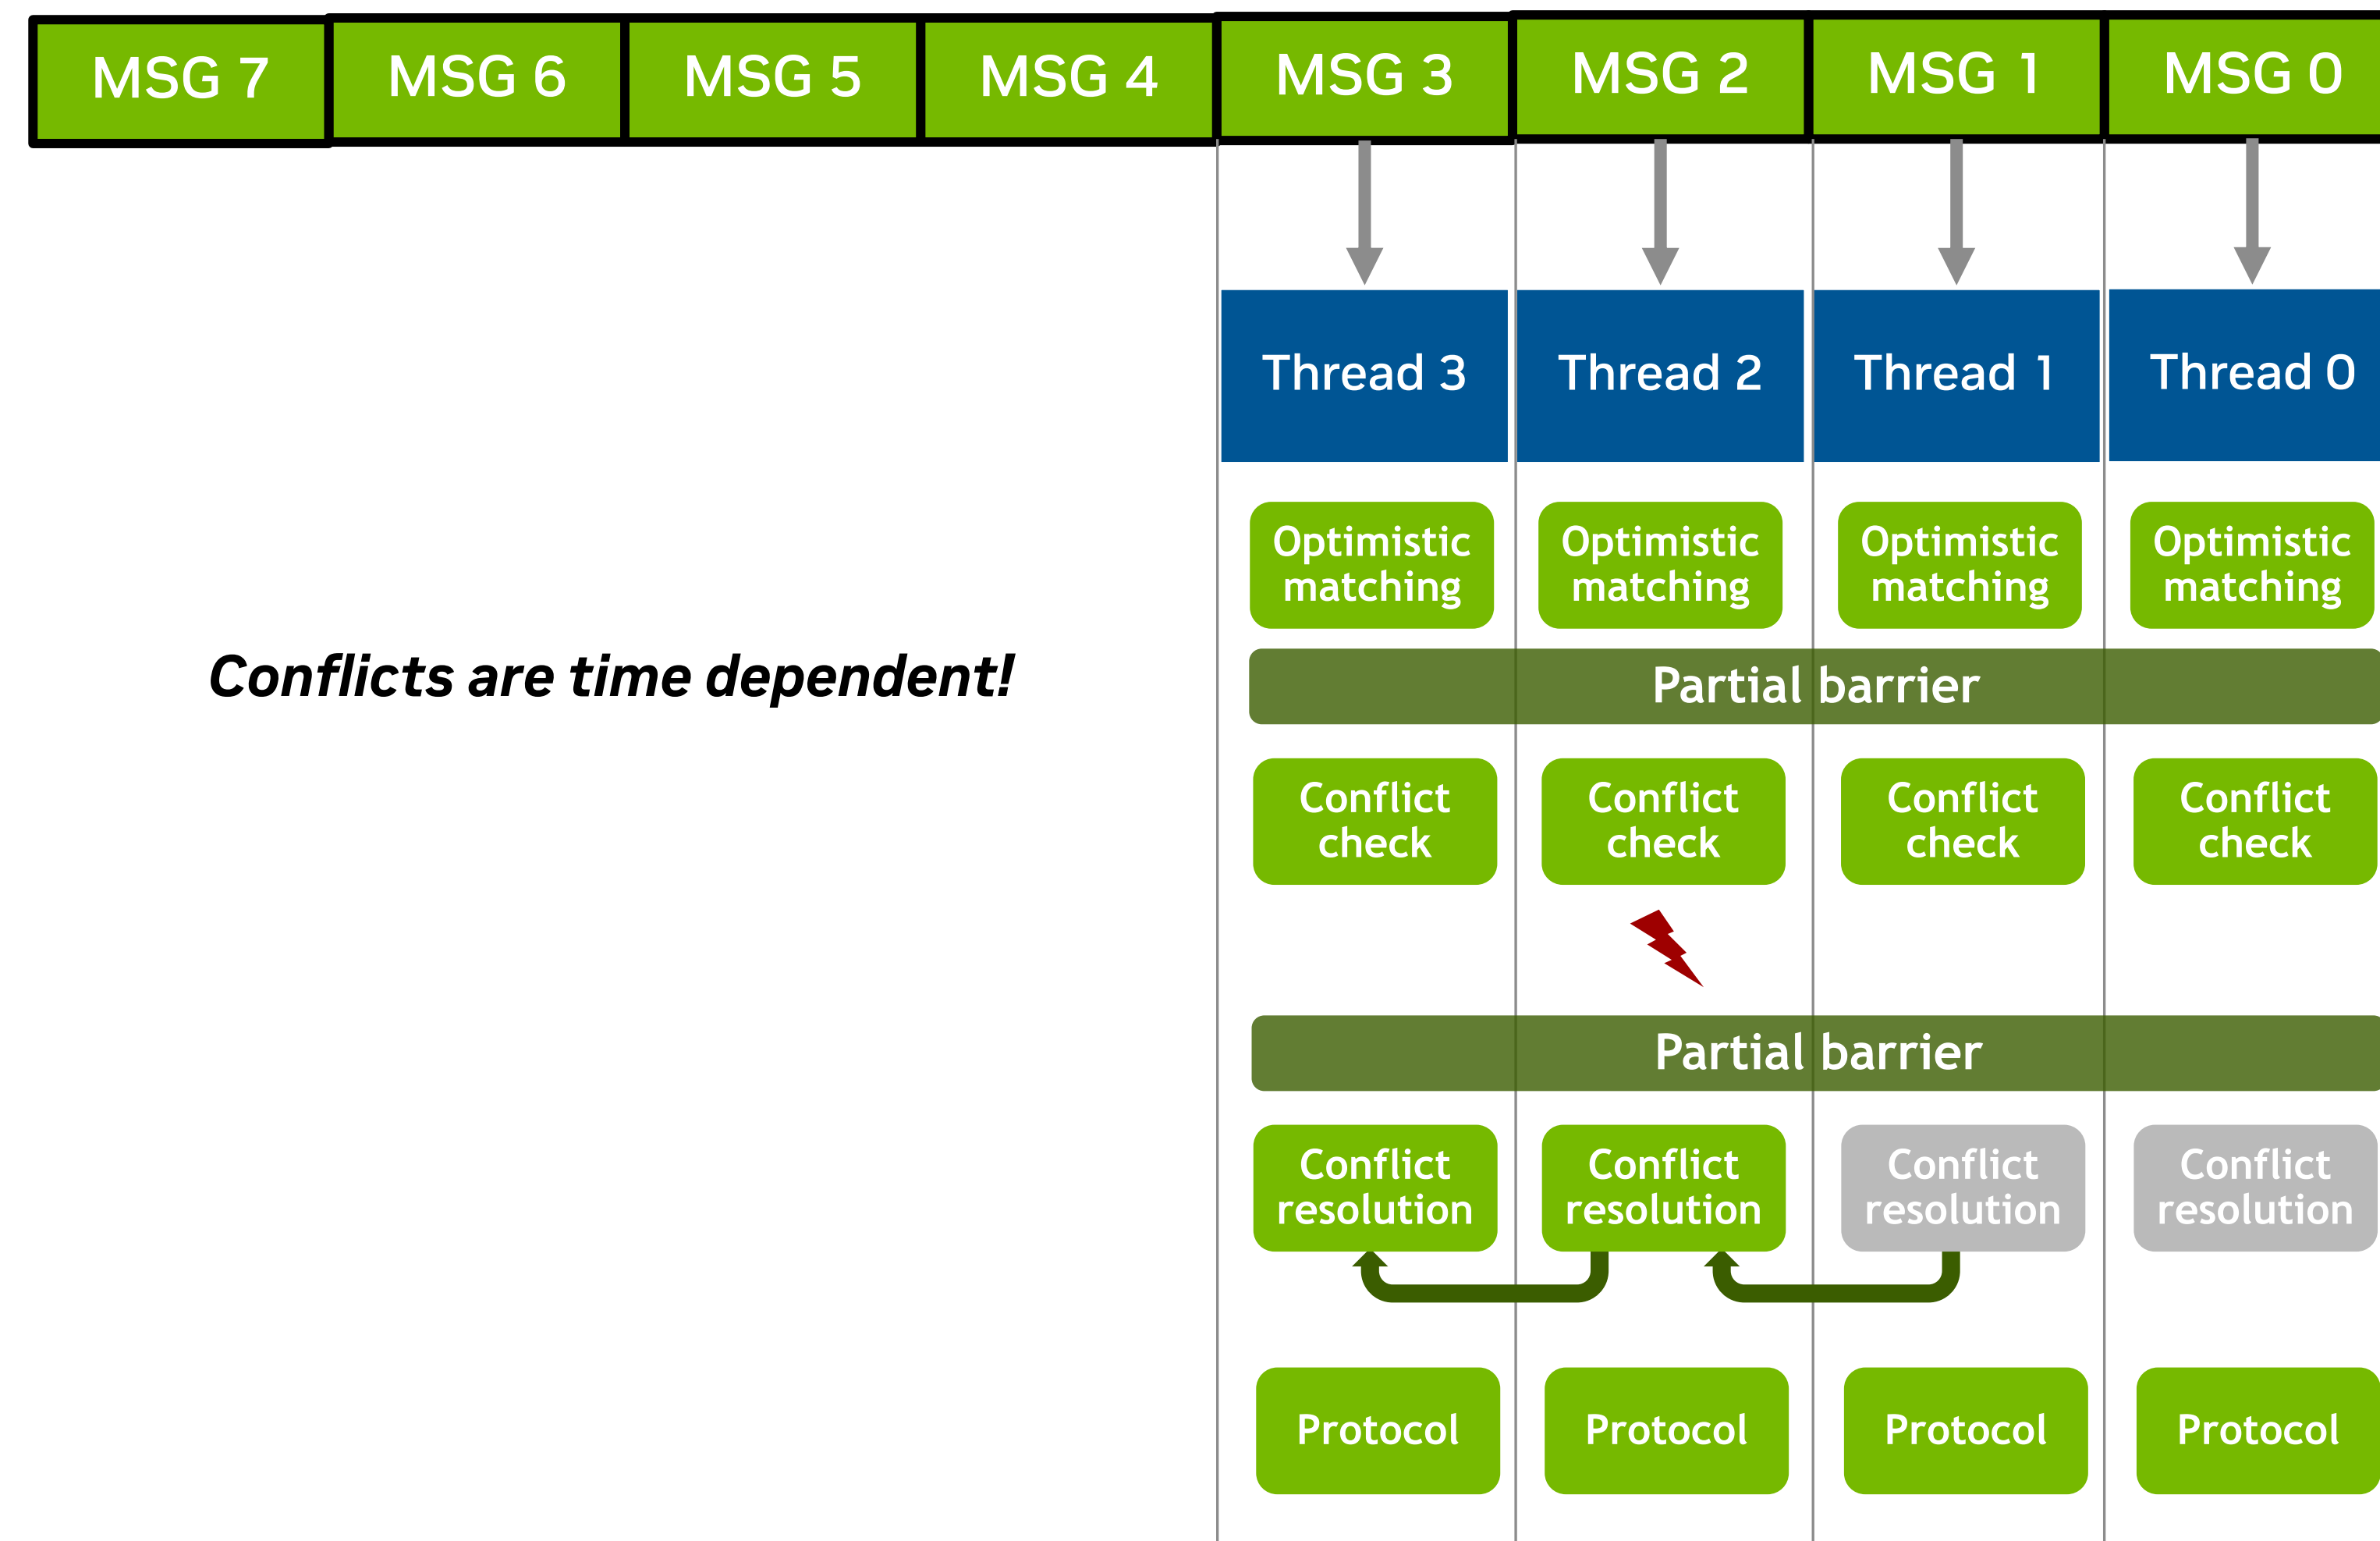 MSG 7
MSG 6
MSG 5
MSG 4
MSG 3
MSG 2
MSG 1
MSG 0
Thread 3
Thread 2
Thread 1
Thread 0
Optimistic
matching
Optimistic
matching
Optimistic
matching
Optimistic
matching
Conflicts are time dependent!
Partial barrier
Conflict
check
Conflict
check
Conflict
check
Conflict
check
Partial barrier
Conflict
resolution
Conflict
resolution
Conflict
resolution
Conflict
resolution
Protocol
Protocol
Protocol
Protocol